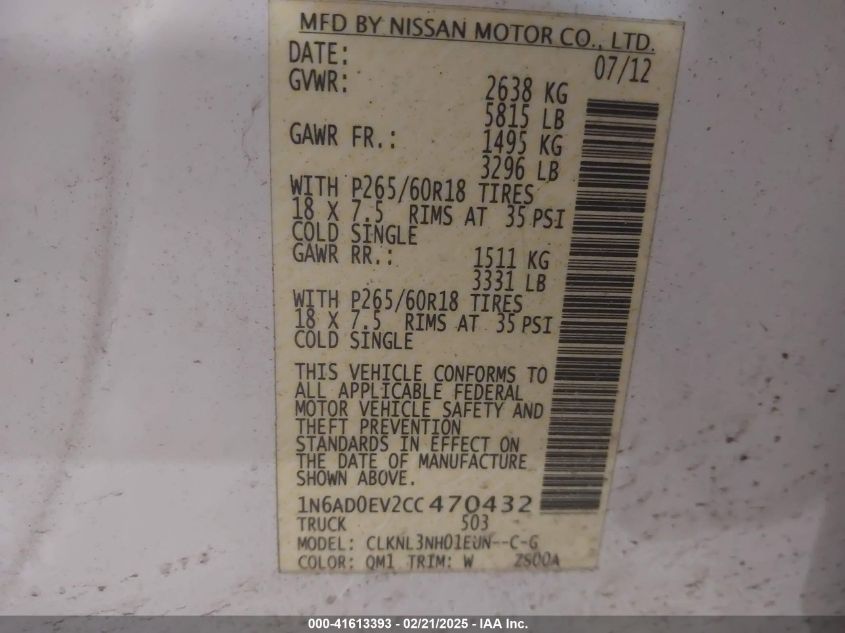 MFD BY NISSAN MOTOR CO., LTD.
DATE: 07/12
GVWR: 2638 KG
5815 LB
GAWR FR.: 1495 KG
3296 LB
WITH P265/60R18 TIRES
18 X 7.5 RIMS AT 35 PSI
COLD SINGLE
GAWR RR.: 1511 KG
3331 LB
WITH P265/60R18 TIRES
18 X 7.5 RIMS AT 35 PSI
COLD SINGLE
THIS VEHICLE CONFORMS TO
ALL APPLICABLE FEDERAL
MOTOR VEHICLE SAFETY AND
THEFT PREVENTION
STANDARDS IN EFFECT ON
THE DATE OF MANUFACTURE
SHOWN ABOVE.
1N6AD0EV2CC470432
TRUCK 503
MODEL: CLKNL3NH01EUN--C-G
COLOR: QM1 TRIM: W ZS00A
000-41613393 - 02/21/2025 - IAA Inc.